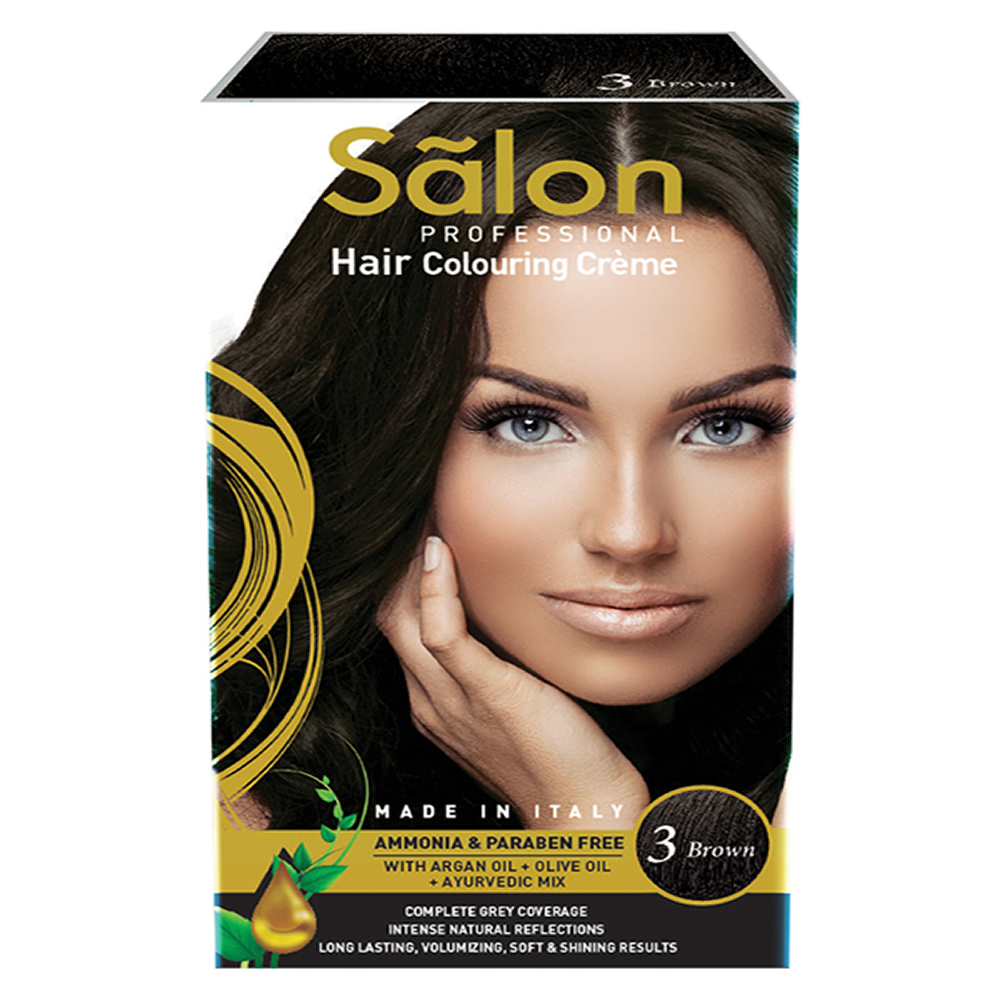 3 Brown
Sãlon
PROFESSIONAL
Hair Colouring Crème
MADE IN ITALY
AMMONIA & PARABEN FREE
WITH ARGAN OIL + OLIVE OIL
+ AYURVEDIC MIX
3 Brown
COMPLETE GREY COVERAGE
INTENSE NATURAL REFLECTIONS
LONG LASTING, VOLUMIZING, SOFT & SHINING RESULTS